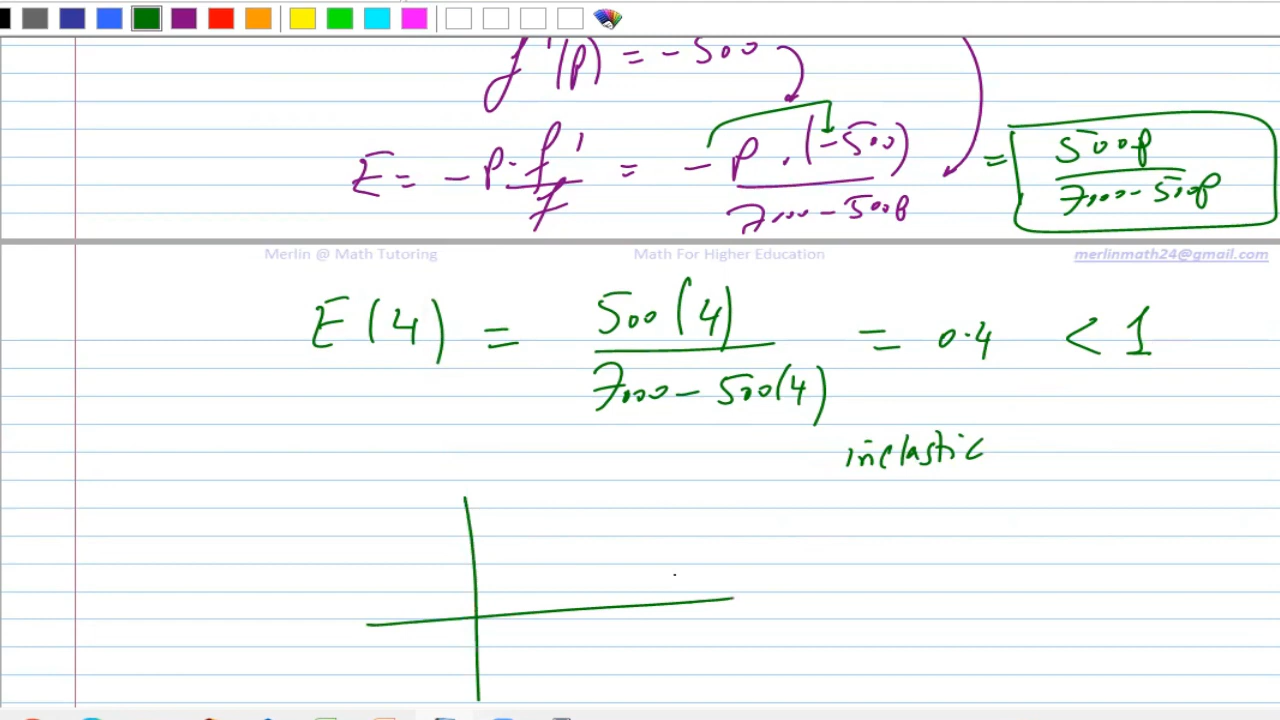 f'(p) = -500
E = -p · f'/f = -p · (-500)/7000 - 500p = 500p/7000 - 500p
Merlin @ Math Tutoring Math For Higher Education merlinmath24@gmail.com
E(4) = 500(4)/7000 - 500(4) = 0.4 < 1
inelastic